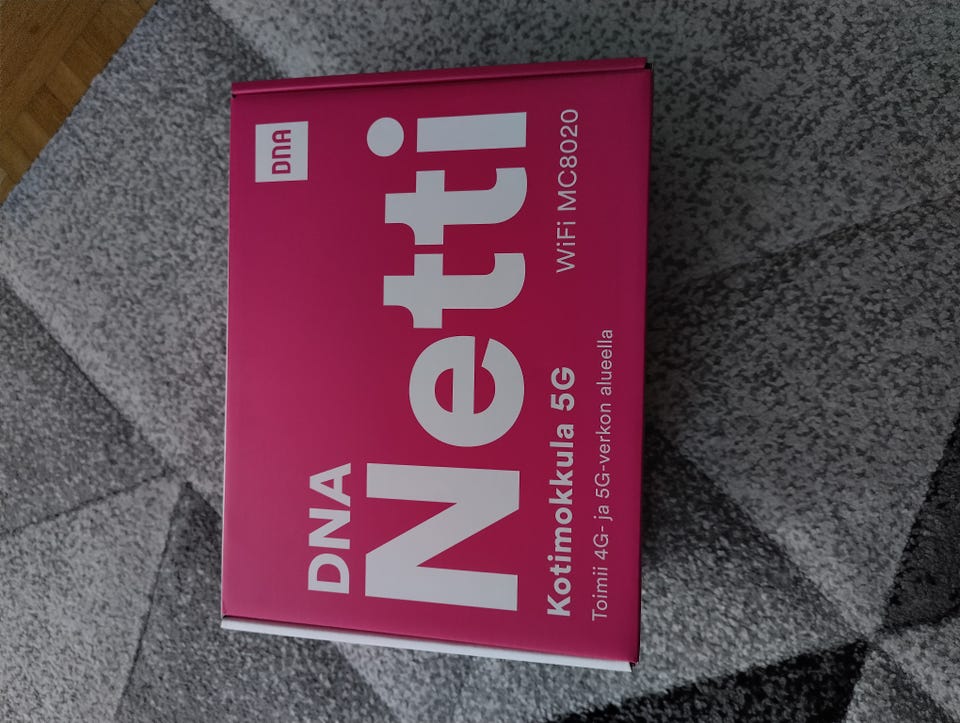 DNA
DNA
Netti
Kotimokkula 5G
WiFi MC8020
Toimii 4G- ja 5G-verkon alueella